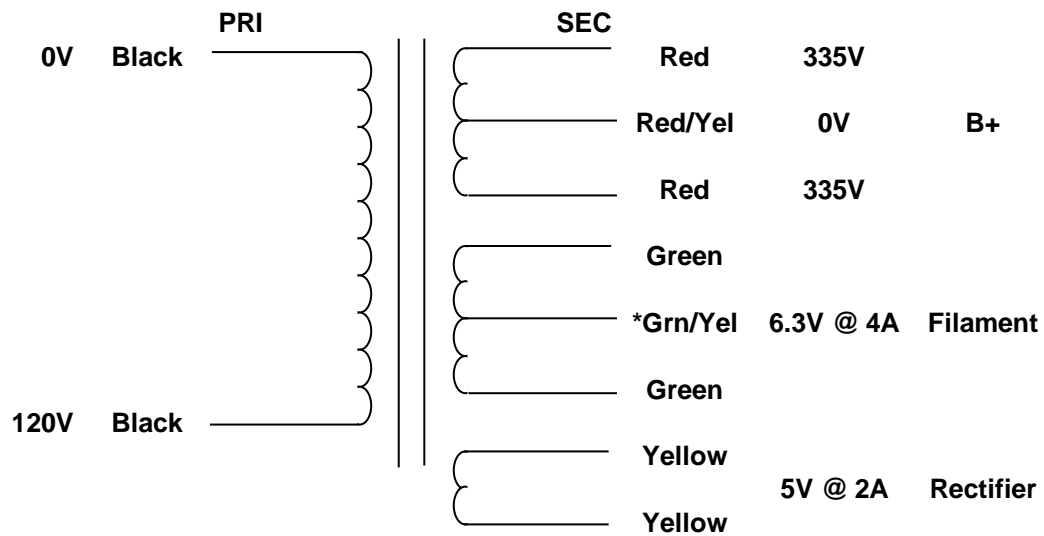 PRI SEC
0V Black Red 335V
Red/Yel 0V B+
Red 335V
Green
*Grn/Yel 6.3V @ 4A Filament
Green
120V Black
Yellow
5V @ 2A Rectifier
Yellow